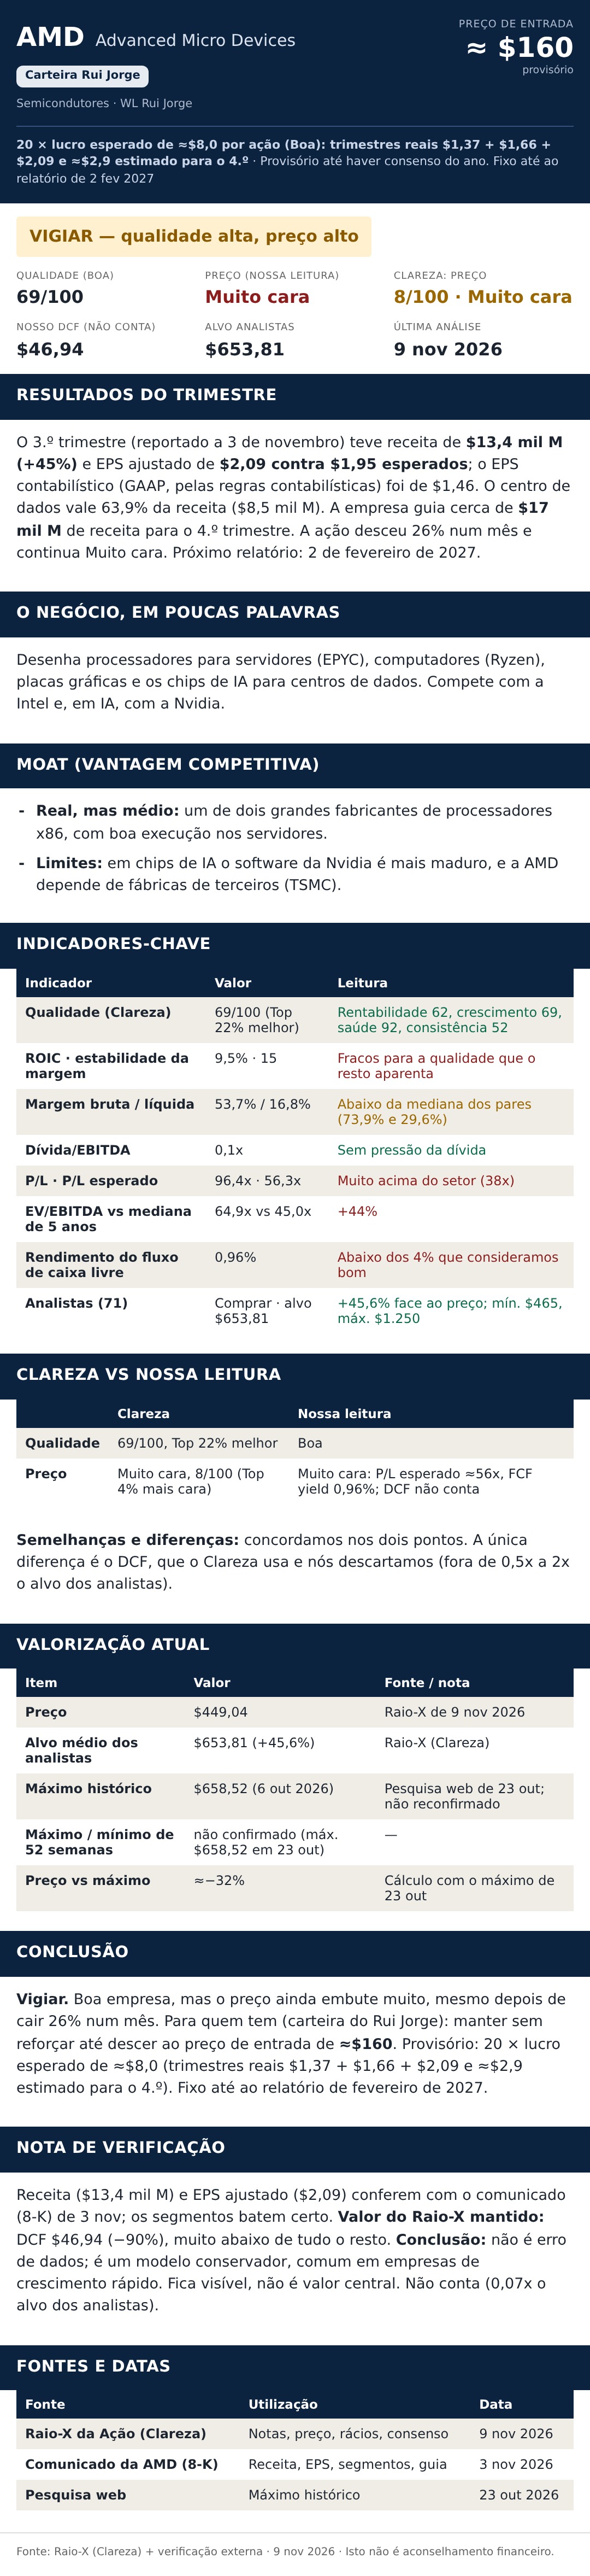 AMD Advanced Micro Devices
PREÇO DE ENTRADA
≈ $160
provisório
Carteira Rui Jorge
Semicondutores · WL Rui Jorge
20 × lucro esperado de ≈$8,0 por ação (Boa): trimestres reais $1,37 + $1,66 +
$2,09 e ≈$2,9 estimado para o 4.º · Provisório até haver consenso do ano. Fixo até ao
relatório de 2 fev 2027
VIGIAR — qualidade alta, preço alto
QUALIDADE (BOA)
69/100
PREÇO (NOSSA LEITURA)
Muito cara
CLAREZA: PREÇO
8/100 · Muito cara
NOSSO DCF (NÃO CONTA)
$46,94
ALVO ANALISTAS
$653,81
ÚLTIMA ANÁLISE
9 nov 2026
RESULTADOS DO TRIMESTRE
O 3.º trimestre (reportado a 3 de novembro) teve receita de $13,4 mil M
(+45%) e EPS ajustado de $2,09 contra $1,95 esperados; o EPS
contabilístico (GAAP, pelas regras contabilísticas) foi de $1,46. O centro de
dados vale 63,9% da receita ($8,5 mil M). A empresa guia cerca de $17
mil M de receita para o 4.º trimestre. A ação desceu 26% num mês e
continua Muito cara. Próximo relatório: 2 de fevereiro de 2027.
O NEGÓCIO, EM POUCAS PALAVRAS
Desenha processadores para servidores (EPYC), computadores (Ryzen),
placas gráficas e os chips de IA para centros de dados. Compete com a
Intel e, em IA, com a Nvidia.
MOAT (VANTAGEM COMPETITIVA)
- Real, mas médio: um de dois grandes fabricantes de processadores
x86, com boa execução nos servidores.
- Limites: em chips de IA o software da Nvidia é mais maduro, e a AMD
depende de fábricas de terceiros (TSMC).
INDICADORES-CHAVE
Indicador Valor Leitura
Qualidade (Clareza) 69/100 (Top Rentabilidade 62, crescimento 69,
22% melhor) saúde 92, consistência 52
ROIC · estabilidade da 9,5% · 15 Fracos para a qualidade que o
margem resto aparenta
Margem bruta / líquida 53,7% / 16,8% Abaixo da mediana dos pares
(73,9% e 29,6%)
Dívida/EBITDA 0,1x Sem pressão da dívida
P/L · P/L esperado 96,4x · 56,3x Muito acima do setor (38x)
EV/EBITDA vs mediana 64,9x vs 45,0x +44%
de 5 anos
Rendimento do fluxo 0,96% Abaixo dos 4% que consideramos
de caixa livre bom
Analistas (71) Comprar · alvo +45,6% face ao preço; mín. $465,
$653,81 máx. $1.250
CLAREZA VS NOSSA LEITURA
Clareza Nossa leitura
Qualidade 69/100, Top 22% melhor Boa
Preço Muito cara, 8/100 (Top Muito cara: P/L esperado ≈56x, FCF
4% mais cara) yield 0,96%; DCF não conta
Semelhanças e diferenças: concordamos nos dois pontos. A única
diferença é o DCF, que o Clareza usa e nós descartamos (fora de 0,5x a 2x
o alvo dos analistas).
VALORIZAÇÃO ATUAL
Item Valor Fonte / nota
Preço $449,04 Raio-X de 9 nov 2026
Alvo médio dos $653,81 (+45,6%) Raio-X (Clareza)
analistas
Máximo histórico $658,52 (6 out 2026) Pesquisa web de 23 out;
não reconfirmado
Máximo / mínimo de não confirmado (máx. —
52 semanas $658,52 em 23 out)
Preço vs máximo ≈−32% Cálculo com o máximo de
23 out
CONCLUSÃO
Vigiar. Boa empresa, mas o preço ainda embute muito, mesmo depois de
cair 26% num mês. Para quem tem (carteira do Rui Jorge): manter sem
reforçar até descer ao preço de entrada de ≈$160. Provisório: 20 × lucro
esperado de ≈$8,0 (trimestres reais $1,37 + $1,66 + $2,09 e ≈$2,9
estimado para o 4.º). Fixo até ao relatório de fevereiro de 2027.
NOTA DE VERIFICAÇÃO
Receita ($13,4 mil M) e EPS ajustado ($2,09) conferem com o comunicado
(8-K) de 3 nov; os segmentos batem certo. Valor do Raio-X mantido:
DCF $46,94 (−90%), muito abaixo de tudo o resto. Conclusão: não é erro
de dados; é um modelo conservador, comum em empresas de
crescimento rápido. Fica visível, não é valor central. Não conta (0,07x o
alvo dos analistas).
FONTES E DATAS
Fonte Utilização Data
Raio-X da Ação (Clareza) Notas, preço, rácios, consenso 9 nov 2026
Comunicado da AMD (8-K) Receita, EPS, segmentos, guia 3 nov 2026
Pesquisa web Máximo histórico 23 out 2026
Fonte: Raio-X (Clareza) + verificação externa · 9 nov 2026 · Isto não é aconselhamento financeiro.